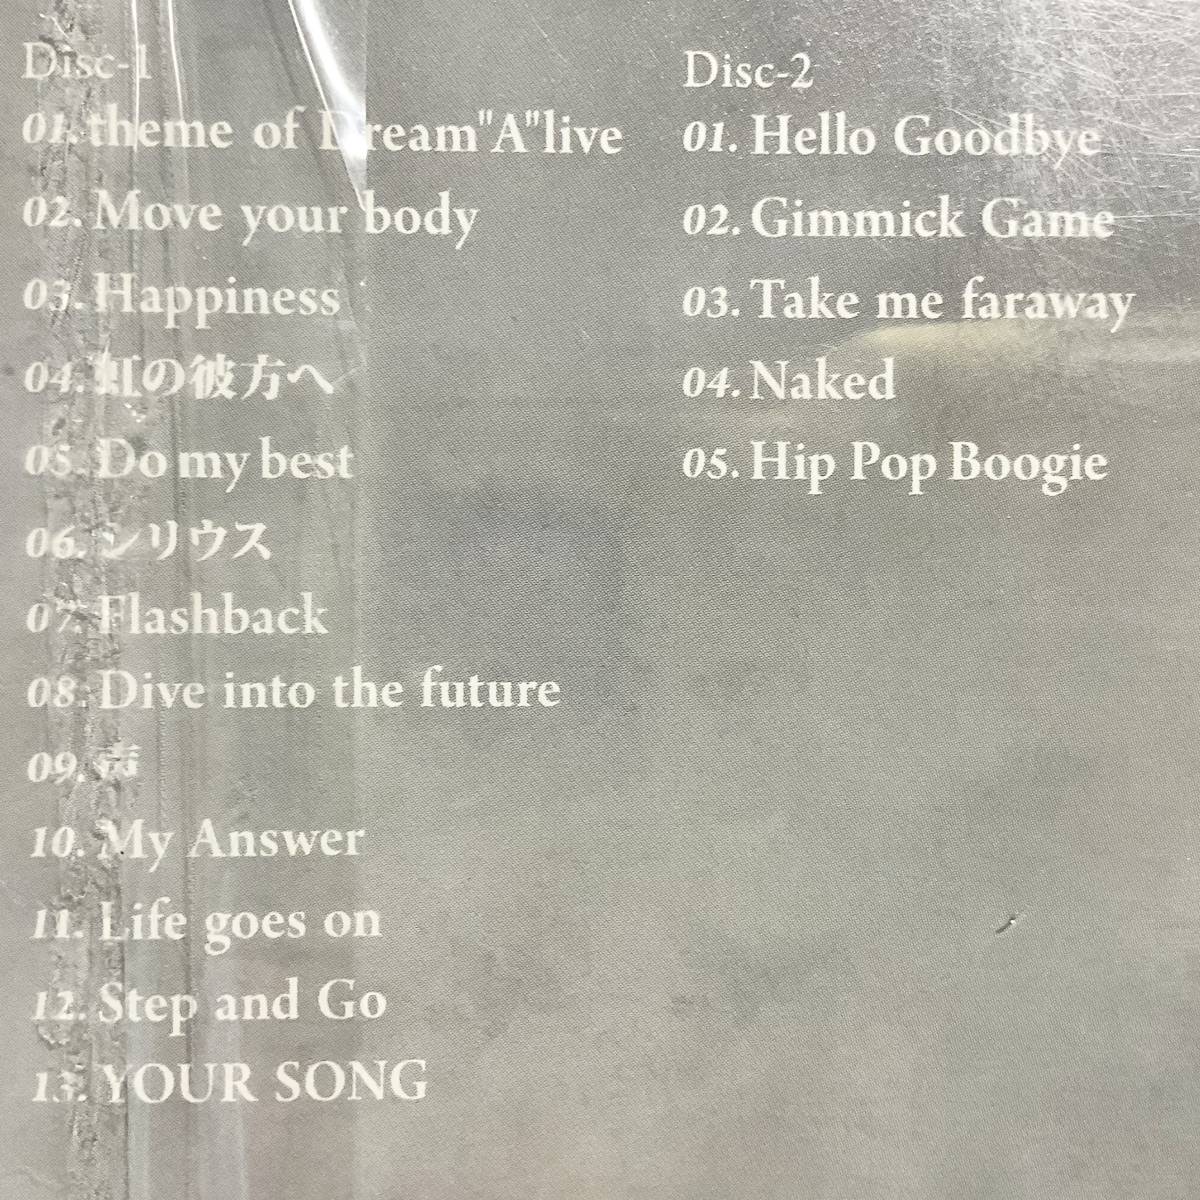 Disc-1
01. theme of Dream"A"live
02. Move your body
03. Happiness
04. 虹の彼方へ
05. Do my best
06. シリウス
07. Flashback
08. Dive into the future
09. 声
10. My Answer
11. Life goes on
12. Step and Go
13. YOUR SONG
Disc-2
01. Hello Goodbye
02. Gimmick Game
03. Take me faraway
04. Naked
05. Hip Pop Boogie